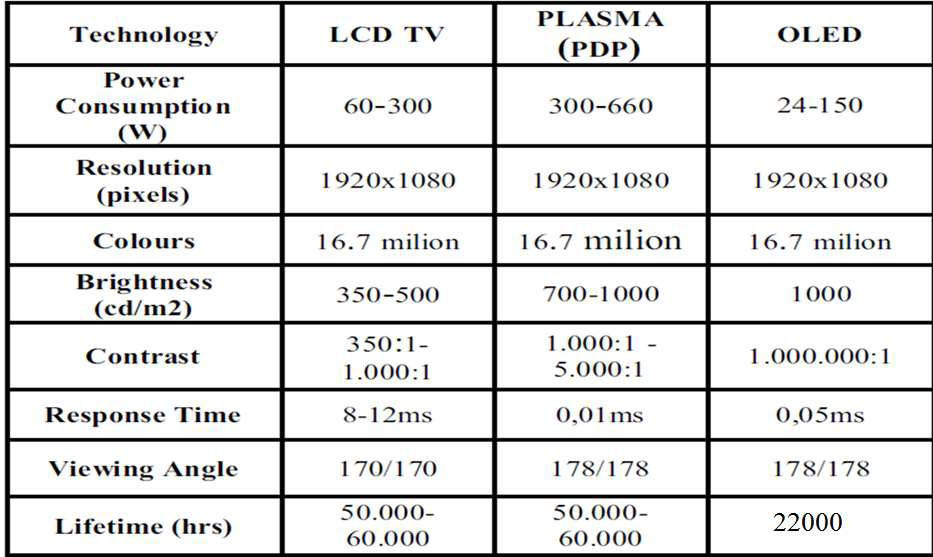 Technology LCD TV PLASMA (PDP) OLED
Power Consumption (W) 60-300 300-660 24-150
Resolution (pixels) 1920x1080 1920x1080 1920x1080
Colours 16.7 milion 16.7 milion 16.7 milion
Brightness (cd/m2) 350-500 700-1000 1000
Contrast 350:1-1.000:1 1.000:1 - 5.000:1 1.000.000:1
Response Time 8-12ms 0,01ms 0,05ms
Viewing Angle 170/170 178/178 178/178
Lifetime (hrs) 50.000-60.000 50.000-60.000 22000